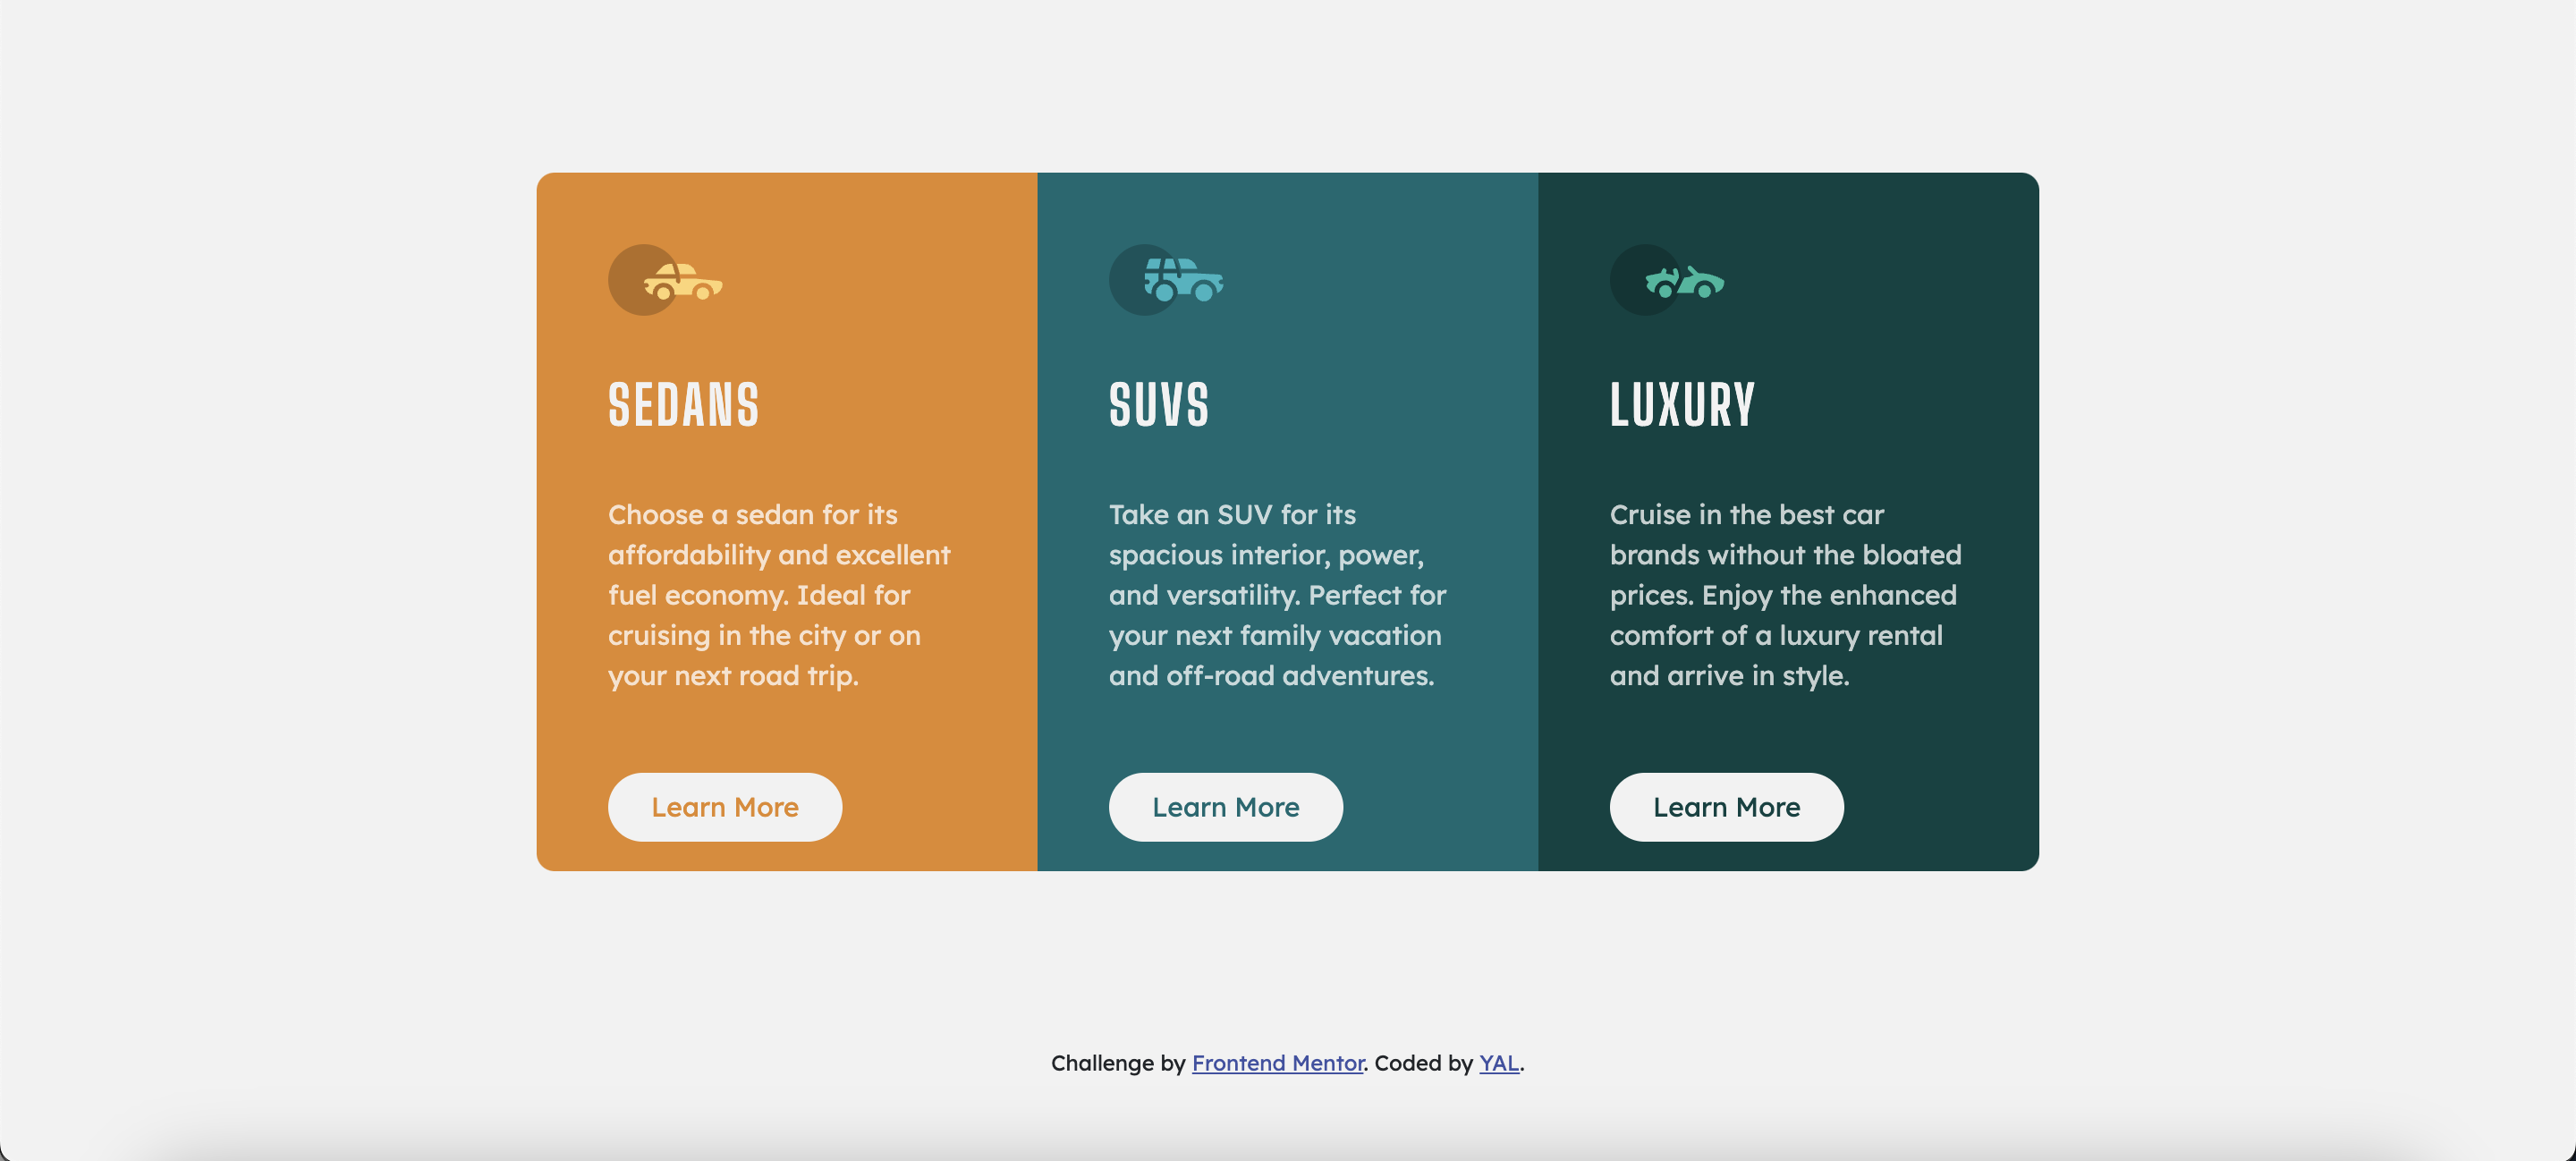 SEDANS
Choose a sedan for its
affordability and excellent
fuel economy. Ideal for
cruising in the city or on
your next road trip.
Learn More
SUVS
Take an SUV for its
spacious interior, power,
and versatility. Perfect for
your next family vacation
and off-road adventures.
Learn More
LUXURY
Cruise in the best car
brands without the bloated
prices. Enjoy the enhanced
comfort of a luxury rental
and arrive in style.
Learn More
Challenge by Frontend Mentor. Coded by YAL.